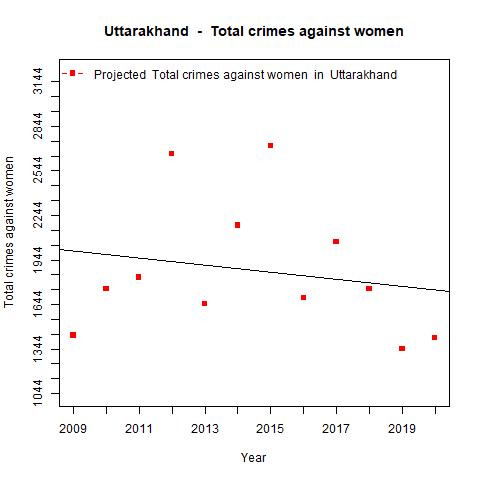 Uttarakhand - Total crimes against women
Projected Total crimes against women in Uttarakhand
3144
2844
2544
2244
1944
1644
1344
1044
Total crimes against women
2009 2011 2013 2015 2017 2019
Year